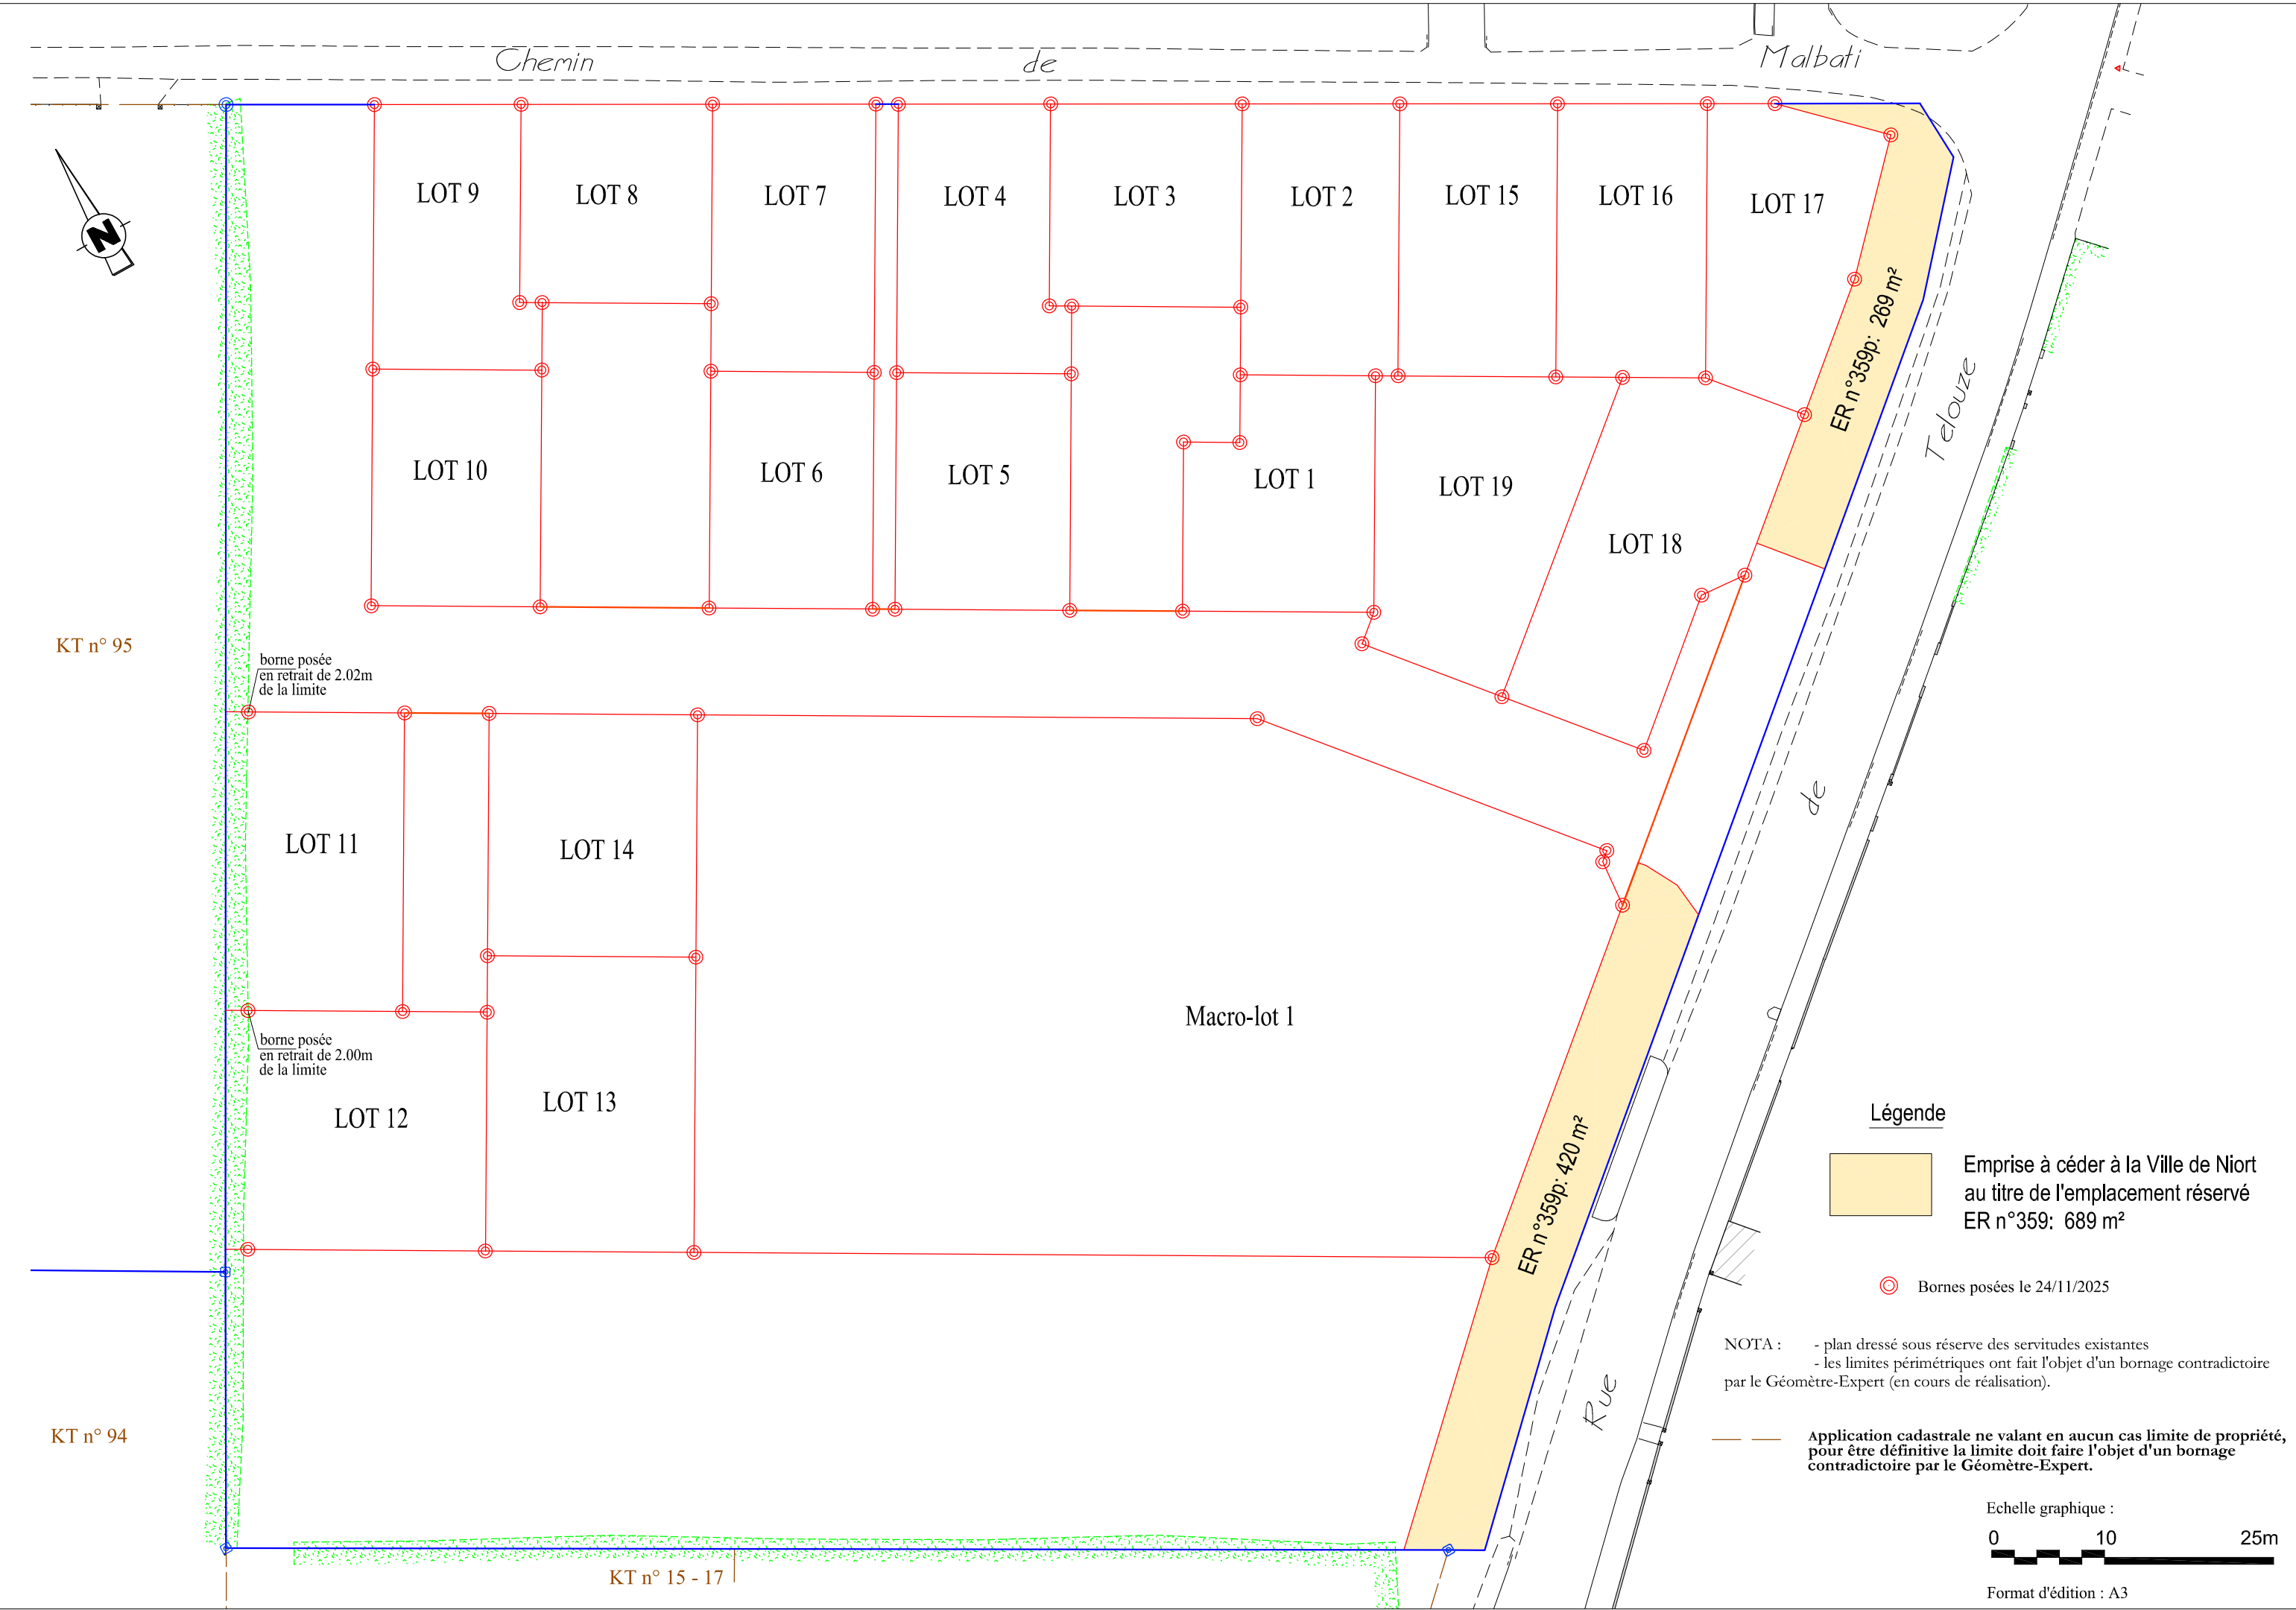 Chemin de Malbati
N
LOT 9
LOT 8
LOT 7
LOT 4
LOT 3
LOT 2
LOT 15
LOT 16
LOT 17
ER n°359p: 269 m²
LOT 10
LOT 6
LOT 5
LOT 1
LOT 19
LOT 18
Rue de Telouze
KT n° 95
borne posée
en retrait de 2.02m
de la limite
LOT 11
LOT 14
Macro-lot 1
borne posée
en retrait de 2.00m
de la limite
LOT 12
LOT 13
ER n°359p: 420 m²
KT n° 94
KT n° 15 - 17
Légende
Emprise à céder à la Ville de Niort
au titre de l'emplacement réservé
ER n°359: 689 m²
Bornes posées le 24/11/2025
NOTA : - plan dressé sous réserve des servitudes existantes
- les limites périmétriques ont fait l'objet d'un bornage contradictoire
par le Géomètre-Expert (en cours de réalisation).
Application cadastrale ne valant en aucun cas limite de propriété,
pour être définitive la limite doit faire l'objet d'un bornage
contradictoire par le Géomètre-Expert.
Echelle graphique :
0 10 25m
Format d'édition : A3